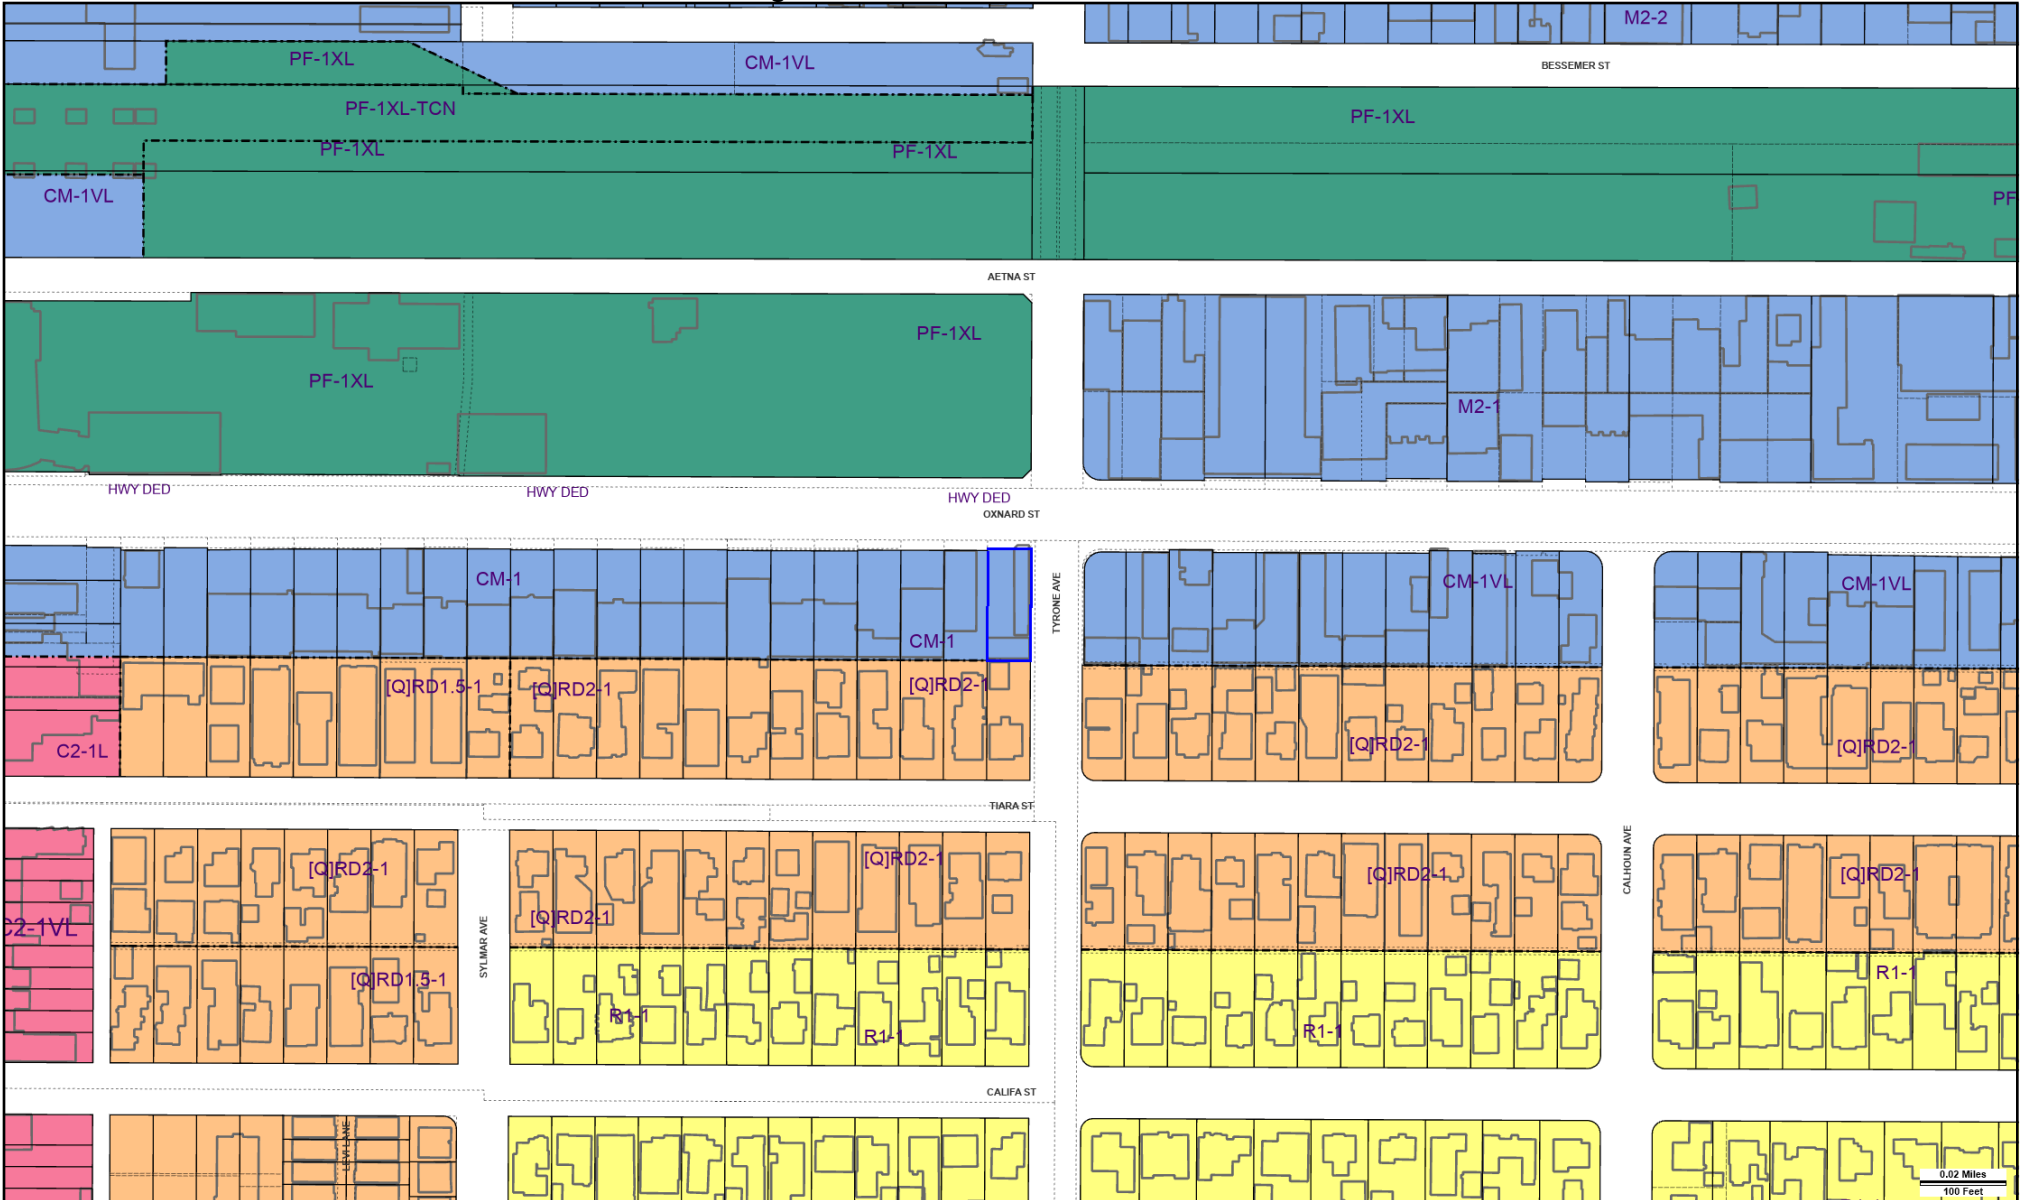 M2-2
PF-1XL
CM-1VL
BESSEMER ST
PF-1XL-TCN
PF-1XL
PF-1XL
PF-1XL
CM-1VL
PF
AETNA ST
PF-1XL
PF-1XL
M2-1
HWY DED
HWY DED
HWY DED
OXNARD ST
CM-1
CM-1VL
CM-1VL
TYRONE AVE
CM-1
[Q]RD1.5-1
[Q]RD2-1
[Q]RD2-1
C2-1L
[Q]RD2-1
[Q]RD2-1
TIARA ST
[Q]RD2-1
[Q]RD2-1
[Q]RD2-1
[Q]RD2-1
CALHOUN AVE
C2-1VL
[Q]RD2-1
SYLMAR AVE
[Q]RD1.5-1
R1-1
R1-1
R1-1
R1-1
CALIFA ST
LEVI LANE
0.02 Miles
100 Feet